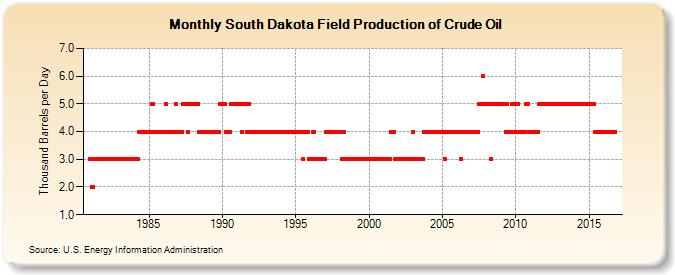 Monthly South Dakota Field Production of Crude Oil
Thousand Barrels per Day
7.0
6.0
5.0
4.0
3.0
2.0
1.0
1985 1990 1995 2000 2005 2010 2015
Source: U.S. Energy Information Administration